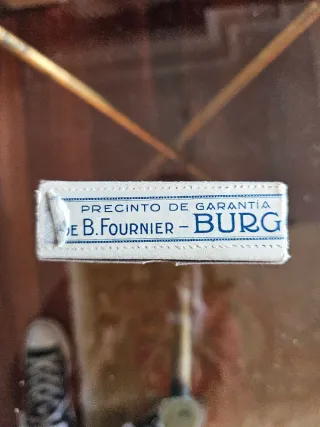 PRECINTO DE GARANTIA
DE B. FOURNIER – BURG